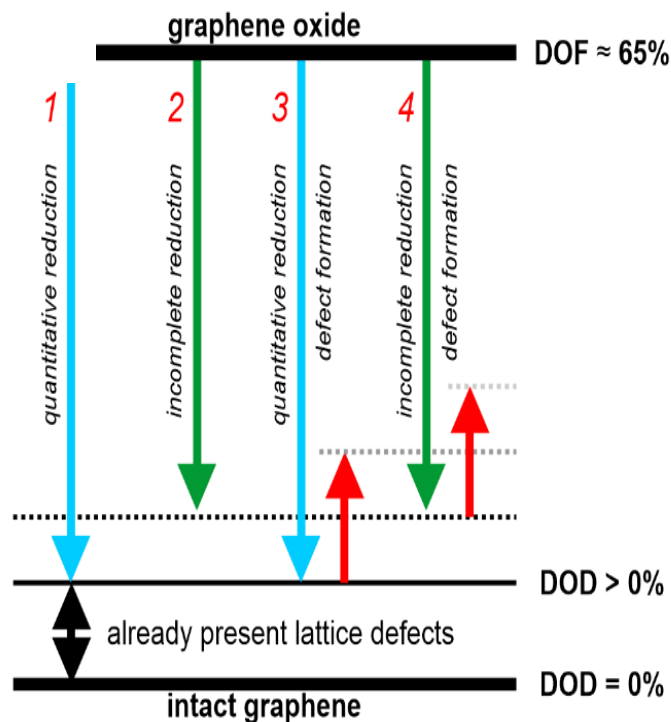 graphene oxide
DOF ≈ 65%
1
2
3
4
quantitative reduction
incomplete reduction
quantitative reduction
defect formation
incomplete reduction
defect formation
DOD > 0%
already present lattice defects
DOD = 0%
intact graphene